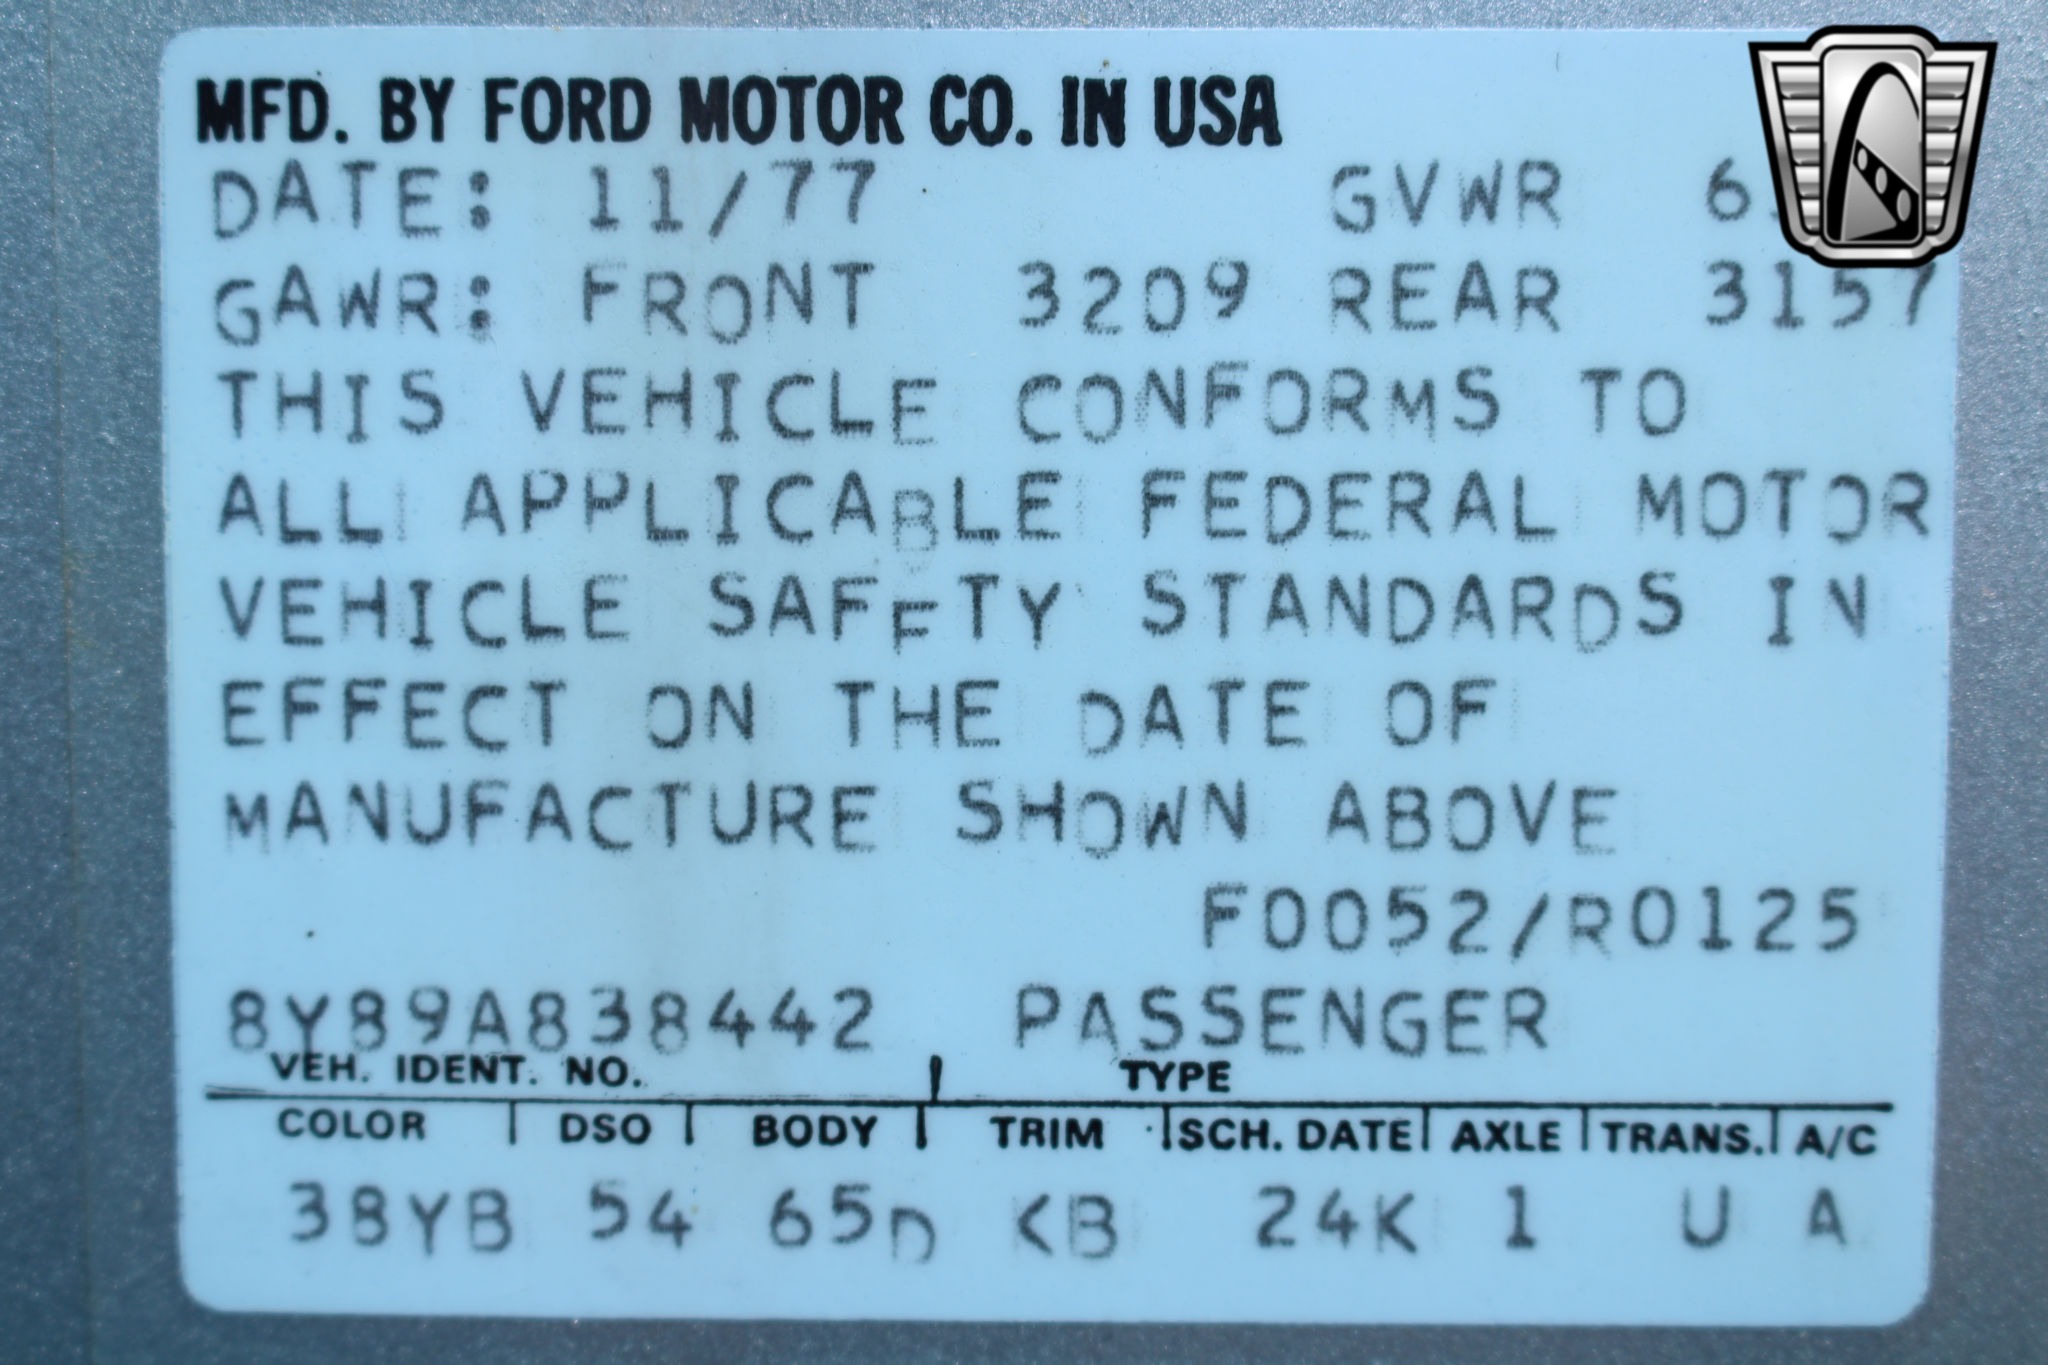 MFD. BY FORD MOTOR CO. IN USA
DATE: 11/77 GVWR
GAWR: FRONT 3209 REAR 3157
THIS VEHICLE CONFORMS TO
ALL APPLICABLE FEDERAL MOTOR
VEHICLE SAFETY STANDARDS IN
EFFECT ON THE DATE OF
MANUFACTURE SHOWN ABOVE
F0052/R0125
8Y89A838442 PASSENGER
VEH. IDENT. NO. TYPE
COLOR DSO BODY TRIM SCH. DATE AXLE TRANS. A/C
38YB 54 65D KB 24K 1 U A